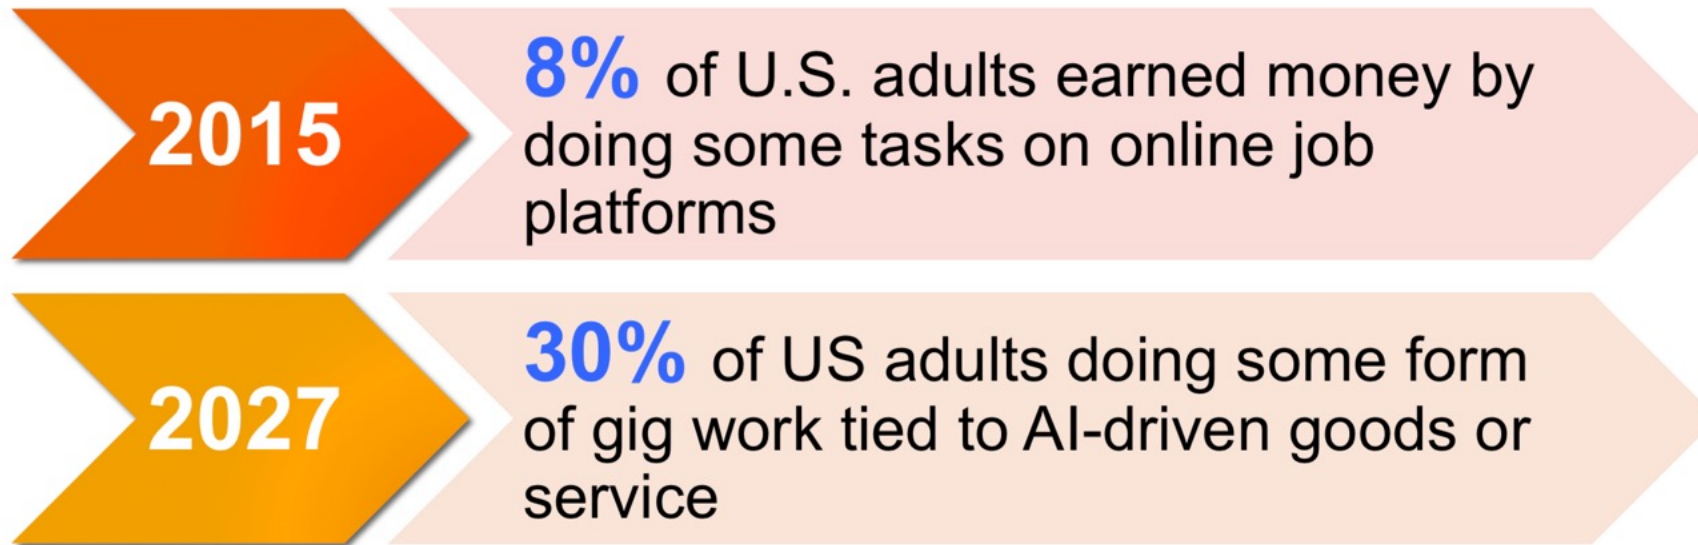 2015
8% of U.S. adults earned money by
doing some tasks on online job
platforms
2027
30% of US adults doing some form
of gig work tied to AI-driven goods or
service